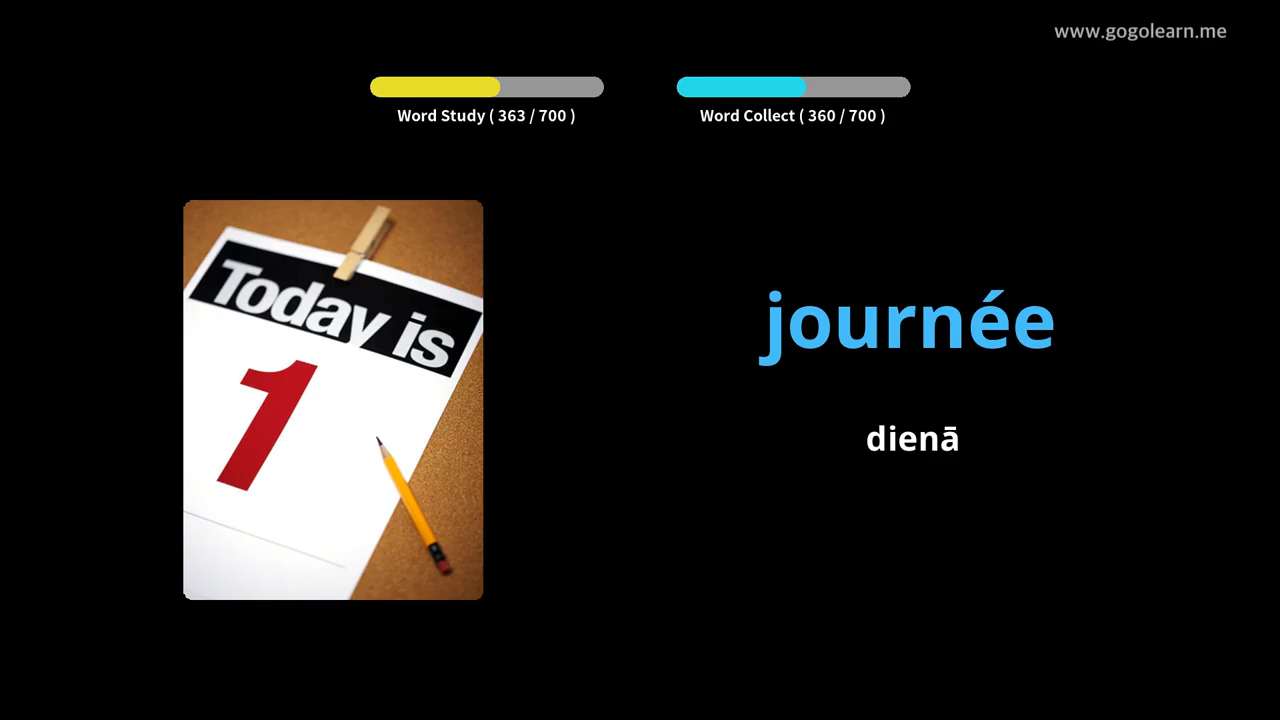 www.gogolearn.me
Word Study ( 363 / 700 )
Word Collect ( 360 / 700 )
Today is
1
journée
dienā